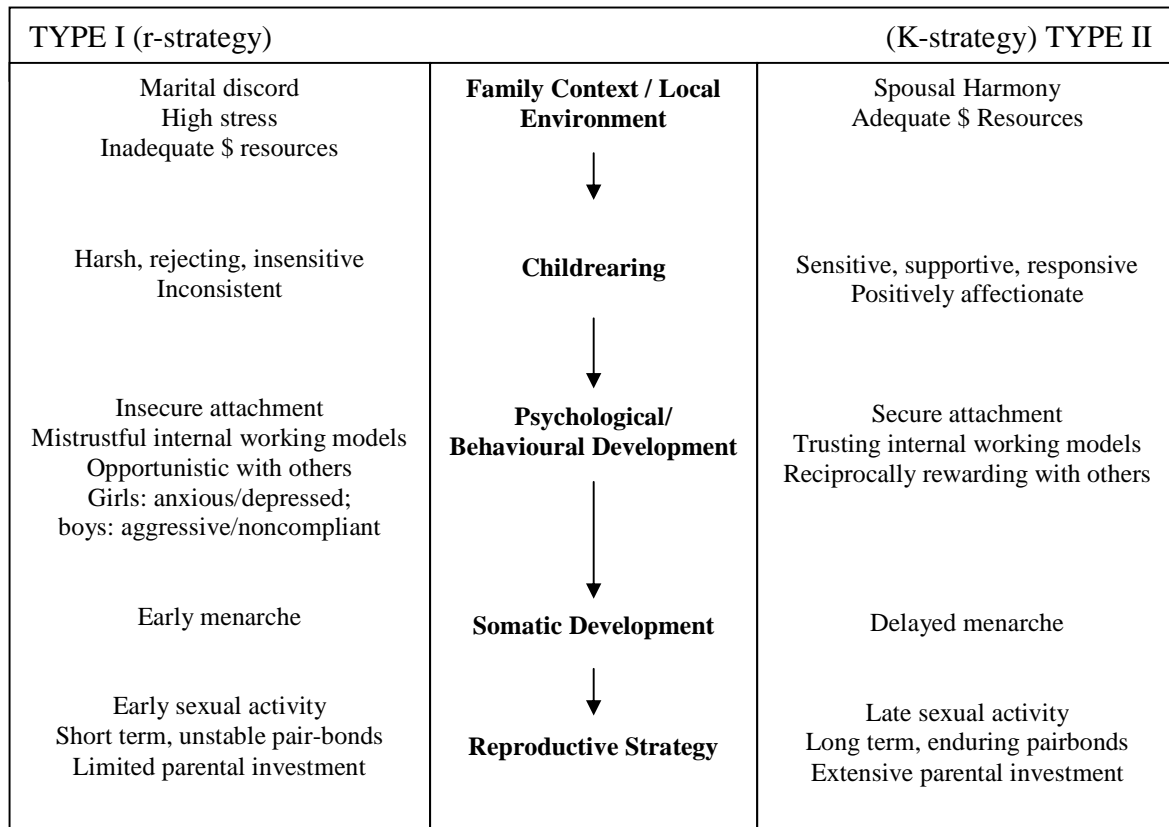 TYPE I (r-strategy)
(K-strategy) TYPE II
Marital discord
High stress
Inadequate $ resources
Family Context / Local
Environment
Spousal Harmony
Adequate $ Resources
Harsh, rejecting, insensitive
Inconsistent
Childrearing
Sensitive, supportive, responsive
Positively affectionate
Insecure attachment
Mistrustful internal working models
Opportunistic with others
Girls: anxious/depressed;
boys: aggressive/noncompliant
Psychological/
Behavioural Development
Secure attachment
Trusting internal working models
Reciprocally rewarding with others
Early menarche
Somatic Development
Delayed menarche
Early sexual activity
Short term, unstable pair-bonds
Limited parental investment
Reproductive Strategy
Late sexual activity
Long term, enduring pairbonds
Extensive parental investment